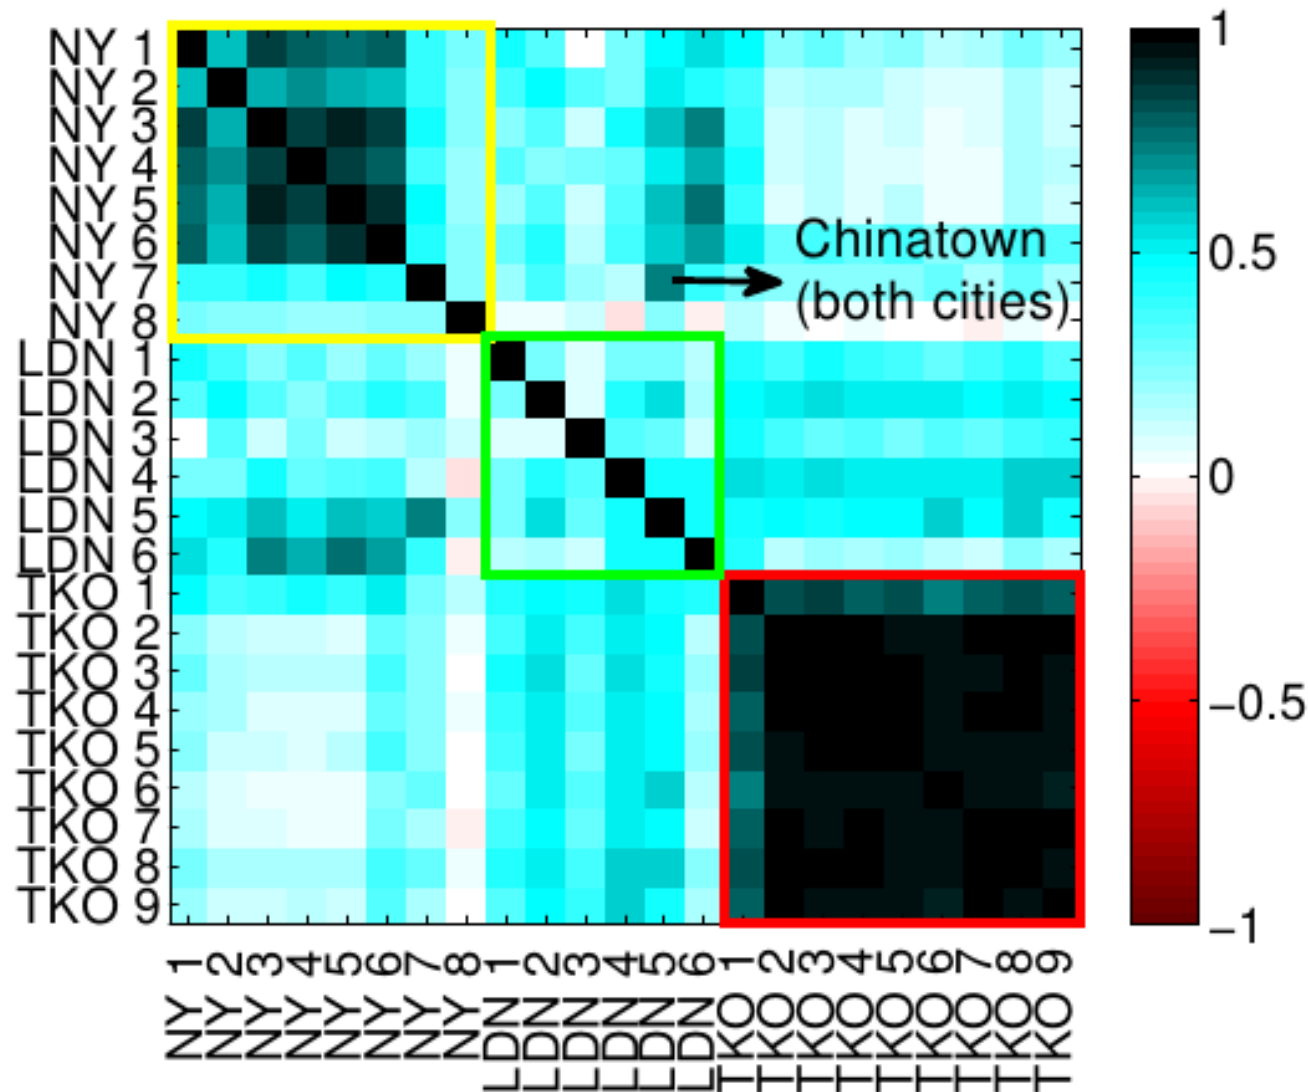 NY 1
NY 2
NY 3
NY 4
NY 5
NY 6
NY 7
NY 8
LDN 1
LDN 2
LDN 3
LDN 4
LDN 5
LDN 6
TKO 1
TKO 2
TKO 3
TKO 4
TKO 5
TKO 6
TKO 7
TKO 8
TKO 9
Chinatown
(both cities)
1
0.5
0
−0.5
−1
NY 1
NY 2
NY 3
NY 4
NY 5
NY 6
NY 7
NY 8
LDN 1
LDN 2
LDN 3
LDN 4
LDN 5
LDN 6
TKO 1
TKO 2
TKO 3
TKO 4
TKO 5
TKO 6
TKO 7
TKO 8
TKO 9